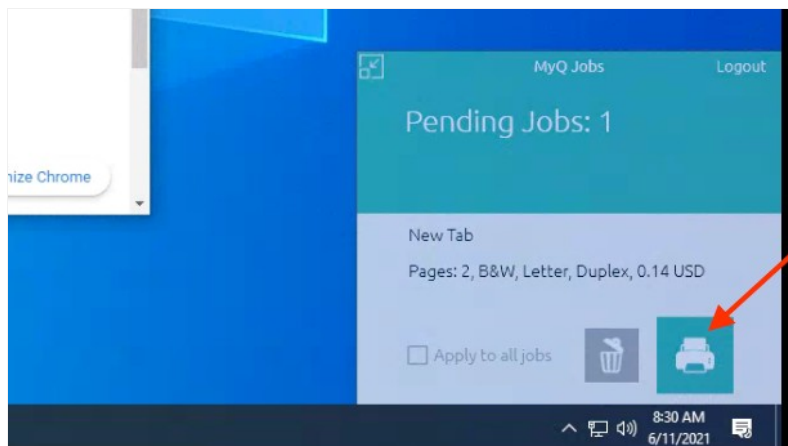 MyQ Jobs Logout
Pending Jobs: 1
nize Chrome
New Tab
Pages: 2, B&W, Letter, Duplex, 0.14 USD
Apply to all jobs
8:30 AM
6/11/2021